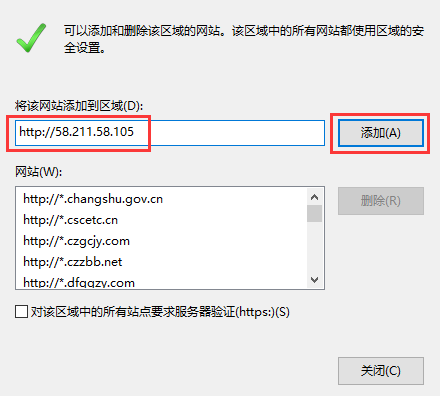 可以添加和删除该区域的网站。该区域中的所有网站都使用区域的
安全设置。
将该网站添加到区域(D):
http://58.211.58.105
添加(A)
网站(W):
http://*.changshu.gov.cn
删除(R)
http://*.cscetc.cn
http://*.czgcjy.com
http://*.czzbb.net
http://*.dfggzy.com
对该区域中的所有站点要求服务器验证(https:)(S)
关闭(C)